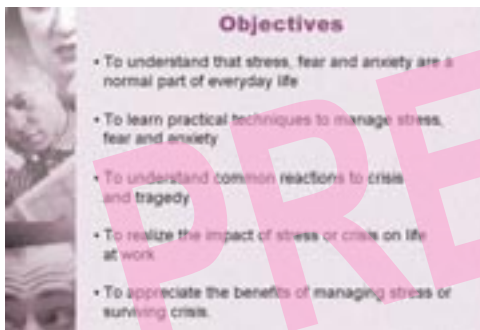 Objectives
• To understand that stress, fear and anxiety are a
normal part of everyday life
• To learn practical techniques to manage stress,
fear and anxiety
• To understand common reactions to crisis
and tragedy
• To realize the impact of stress or crisis on life
at work
• To appreciate the benefits of managing stress or
surviving crisis.
PRE